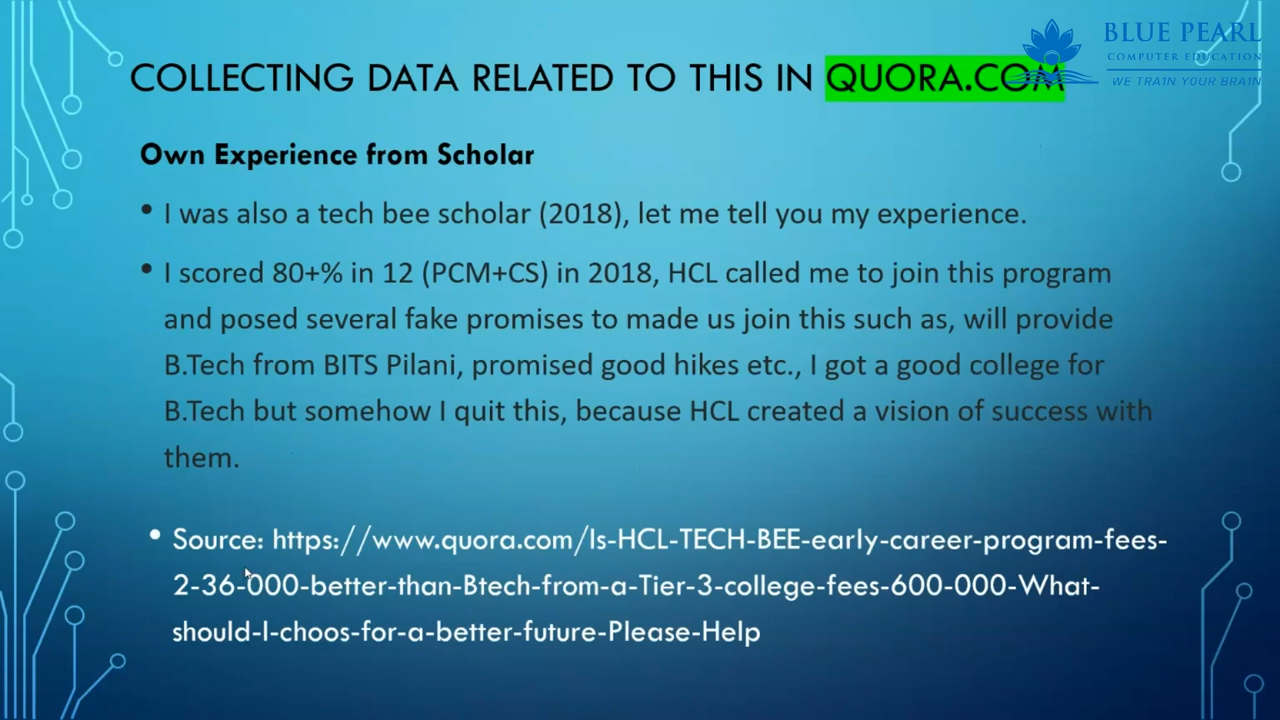 BLUE PEARL
COMPUTER EDUCATION
WE TRAIN YOUR BRAIN
COLLECTING DATA RELATED TO THIS IN QUORA.COM
Own Experience from Scholar
• I was also a tech bee scholar (2018), let me tell you my experience.
• I scored 80+% in 12 (PCM+CS) in 2018, HCL called me to join this program
and posed several fake promises to made us join this such as, will provide
B.Tech from BITS Pilani, promised good hikes etc., I got a good college for
B.Tech but somehow I quit this, because HCL created a vision of success with
them.
• Source: https://www.quora.com/Is-HCL-TECH-BEE-early-career-program-fees-
2-36-000-better-than-Btech-from-a-Tier-3-college-fees-600-000-What-
should-I-choos-for-a-better-future-Please-Help